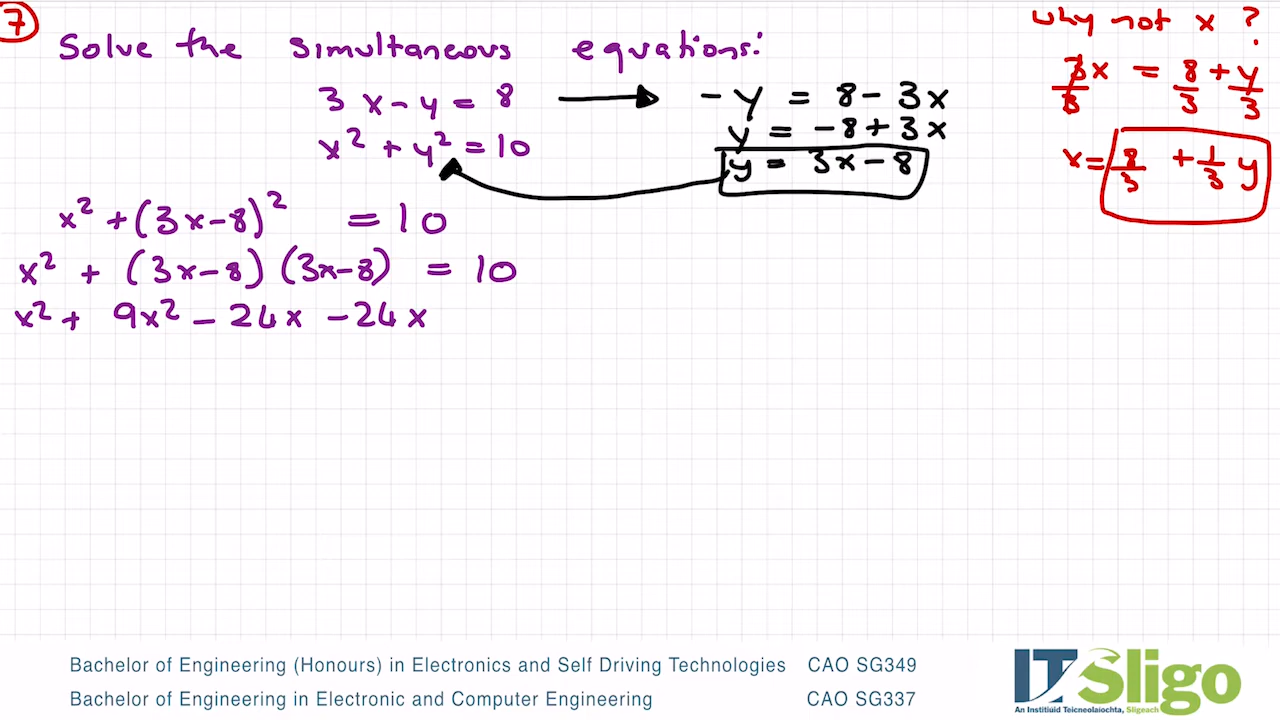 7
Solve the simultaneous equations:
3x - y = 8
x² + y² = 10
- y = 8 - 3x
y = -8 + 3x
y = 3x - 8
why not x ?
3x/3 = 8/3 + y/3
x = 8/3 + 1/3 y
x² + (3x-8)² = 10
x² + (3x-8)(3x-8) = 10
x² + 9x² - 24x - 24x
Bachelor of Engineering (Honours) in Electronics and Self Driving Technologies CAO SG349
Bachelor of Engineering in Electronic and Computer Engineering CAO SG337
IT Sligo
An Institiúid Teicneolaíochta, Sligeach